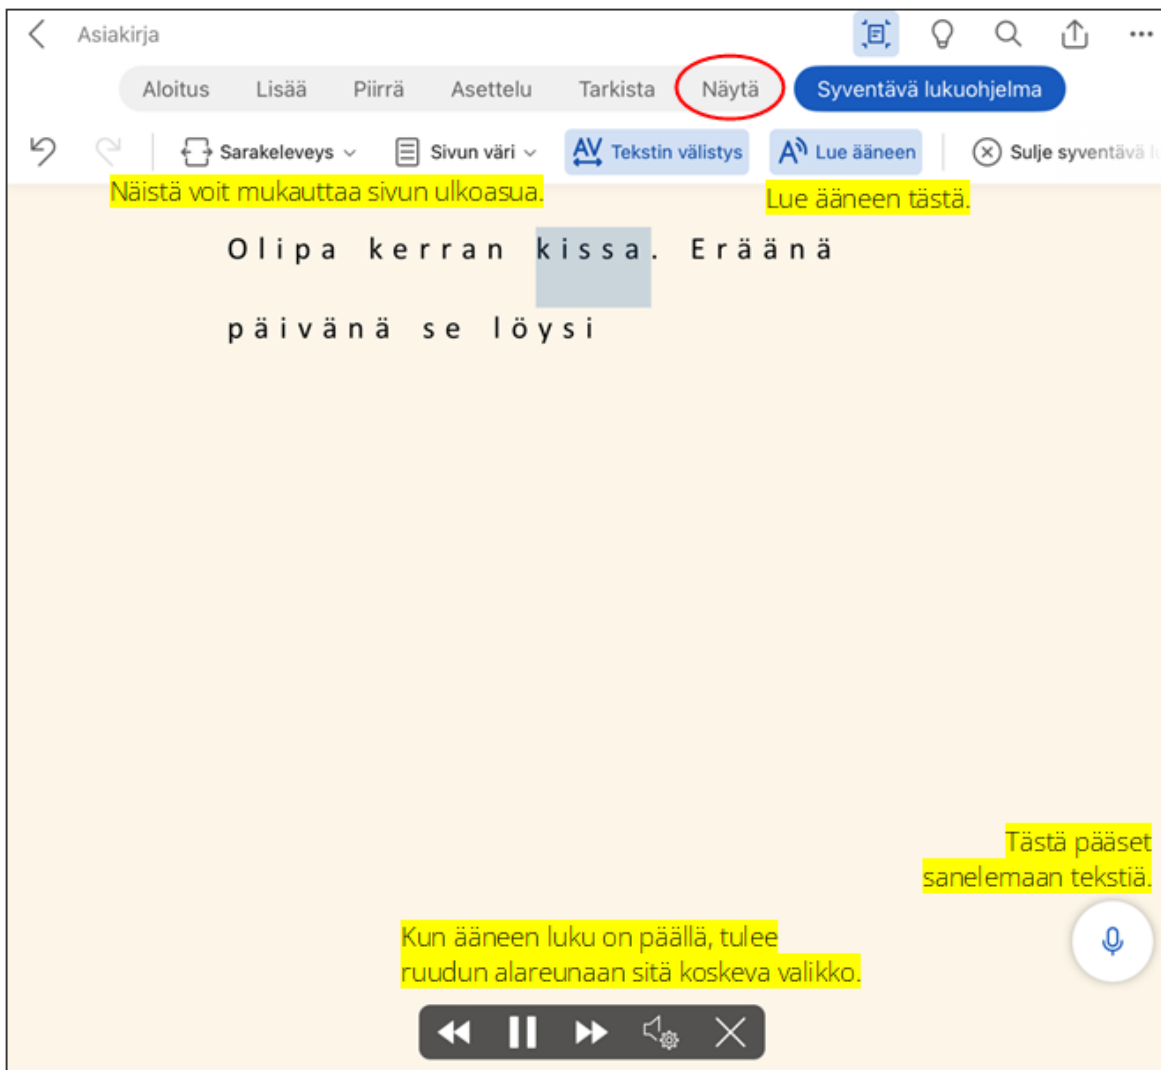 Asiakirja
Aloitus Lisää Piirrä Asettelu Tarkista Näytä Syventävä lukuohjelma
Sarakeleveys Sivun väri AV Tekstin välistys A Lue ääneen Sulje syventävä
Näistä voit mukauttaa sivun ulkoasua.
Lue ääneen tästä.
Olipa kerran kissa. Eräänä
päivänä se löysi
Tästä pääset
sanelemaan tekstiä.
Kun ääneen luku on päällä, tulee
ruudun alareunaan sitä koskeva valikko.